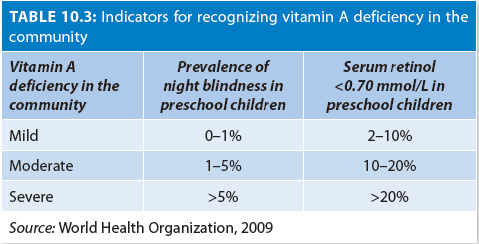 TABLE 10.3: Indicators for recognizing vitamin A deficiency in the
community
Vitamin A
deficiency in the
community
Prevalence of
night blindness in
preschool children
Serum retinol
<0.70 mmol/L in
preschool children
Mild 0–1% 2–10%
Moderate 1–5% 10–20%
Severe >5% >20%
Source: World Health Organization, 2009